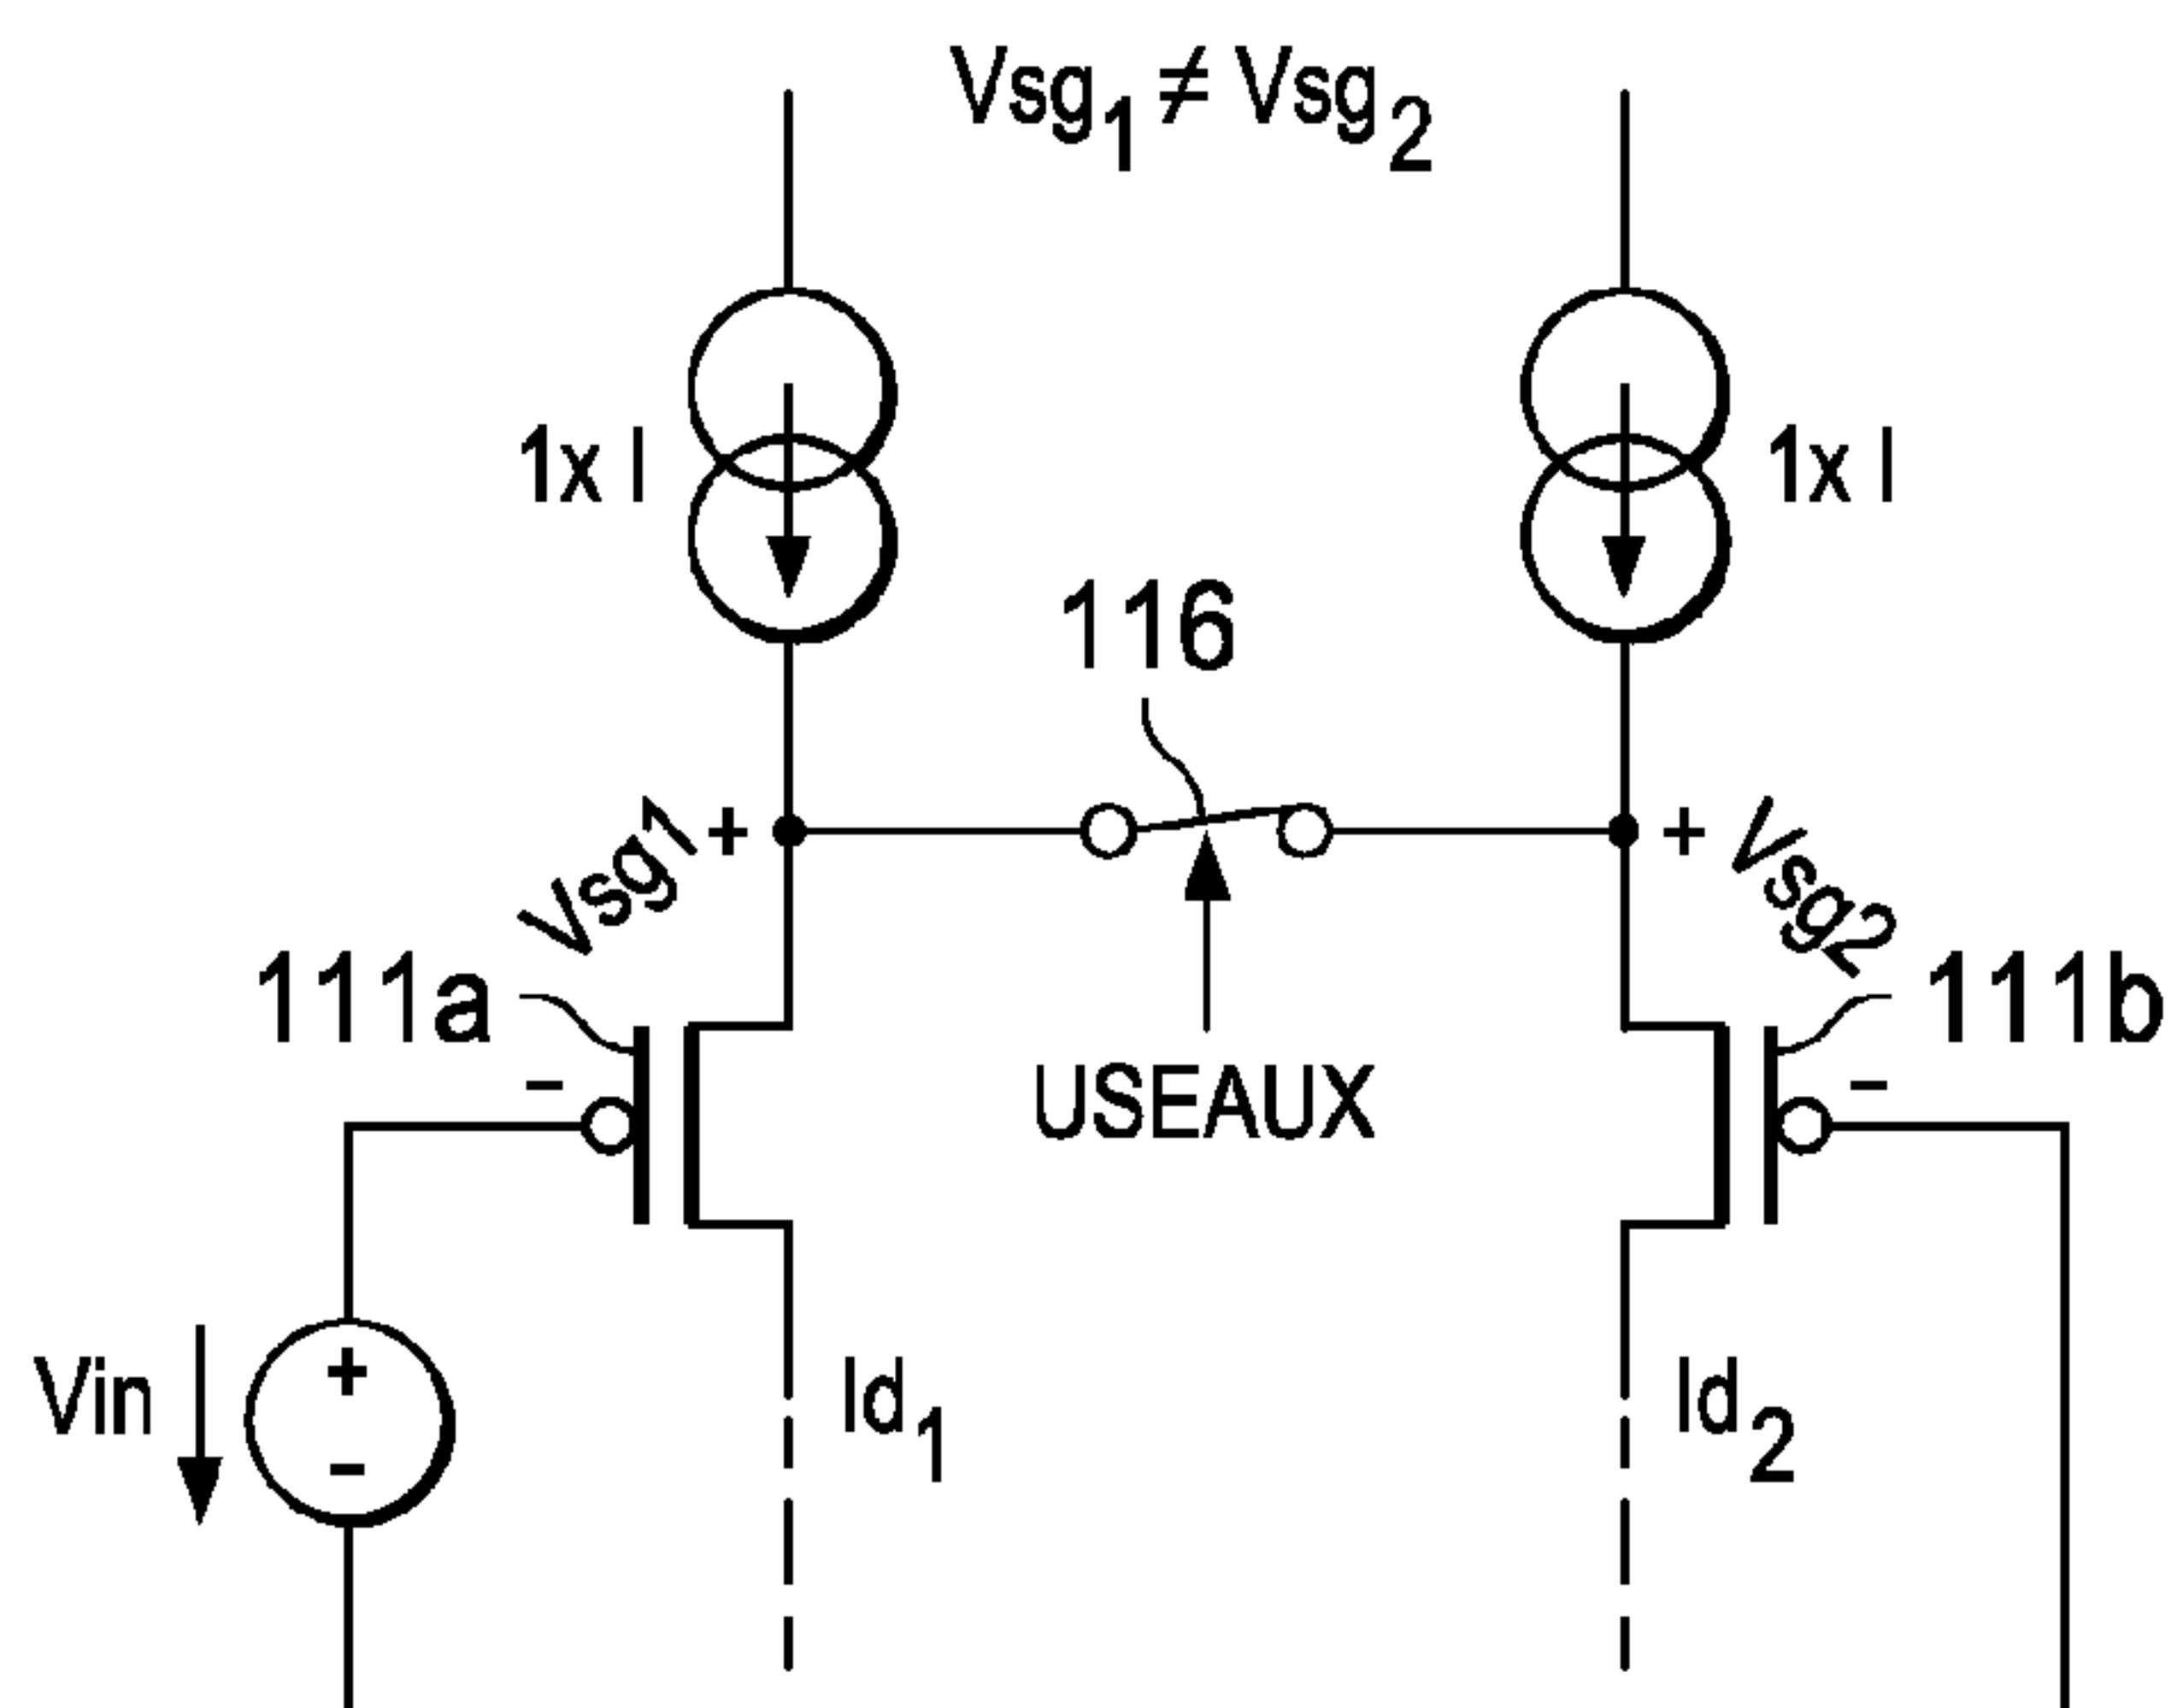 Vsg1 ≠ Vsg2
1x I
1x I
116
Vsg1 +
+ Vsg2
111a
111b
-
-
USEAUX
Vin
+
-
Id1
Id2